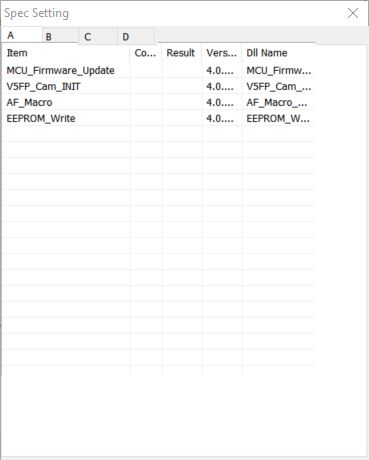 Spec Setting
A B C D
Item Co... Result Vers... Dll Name
MCU_Firmware_Update 4.0.... MCU_Firmw...
V5FP_Cam_INIT 4.0.... V5FP_Cam_...
AF_Macro 4.0.... AF_Macro_...
EEPROM_Write 4.0.... EEPROM_W...